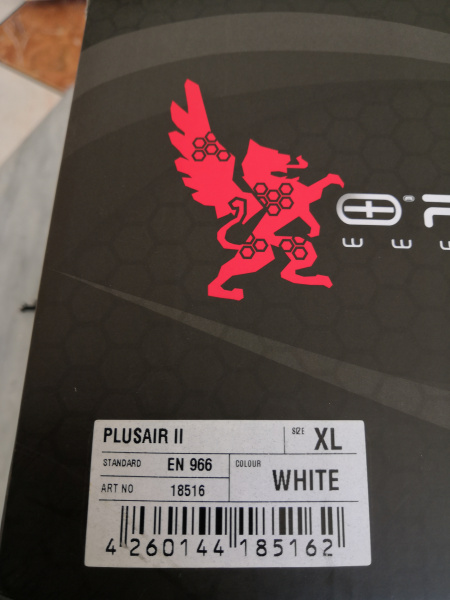 PLUSAIR II
SIZE XL
STANDARD EN 966
COLOUR WHITE
ART NO 18516
4 260144 185162